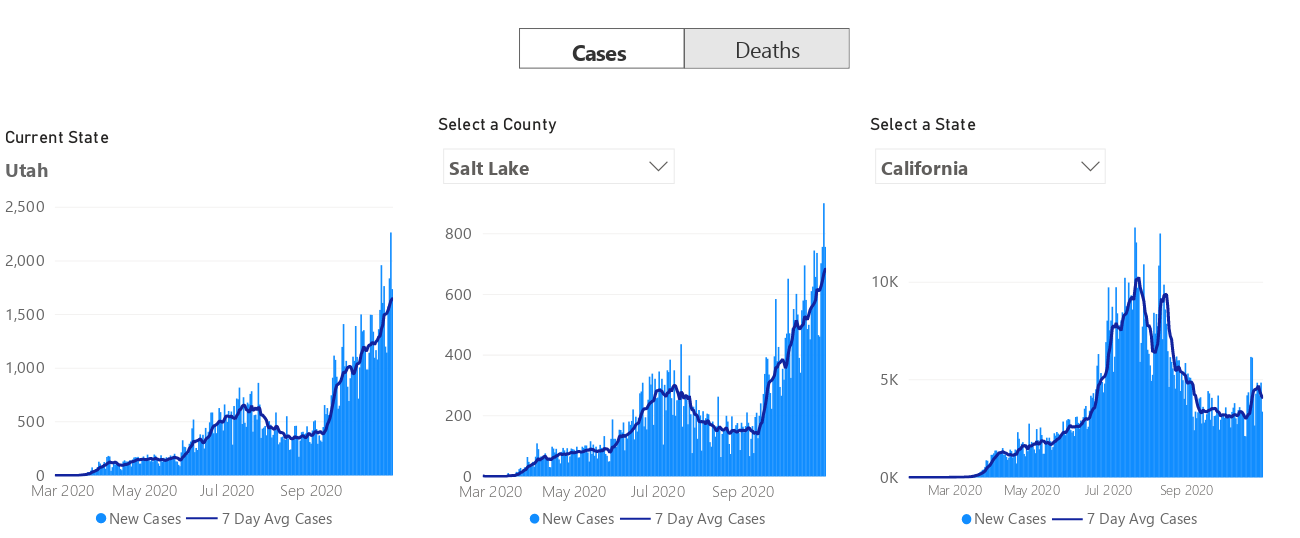 Cases
Deaths
Current State
Utah
2,500
2,000
1,500
1,000
500
0
Mar 2020 May 2020 Jul 2020 Sep 2020
New Cases 7 Day Avg Cases
Select a County
Salt Lake
800
600
400
200
0
Mar 2020 May 2020 Jul 2020 Sep 2020
New Cases 7 Day Avg Cases
Select a State
California
10K
5K
0K
Mar 2020 May 2020 Jul 2020 Sep 2020
New Cases 7 Day Avg Cases